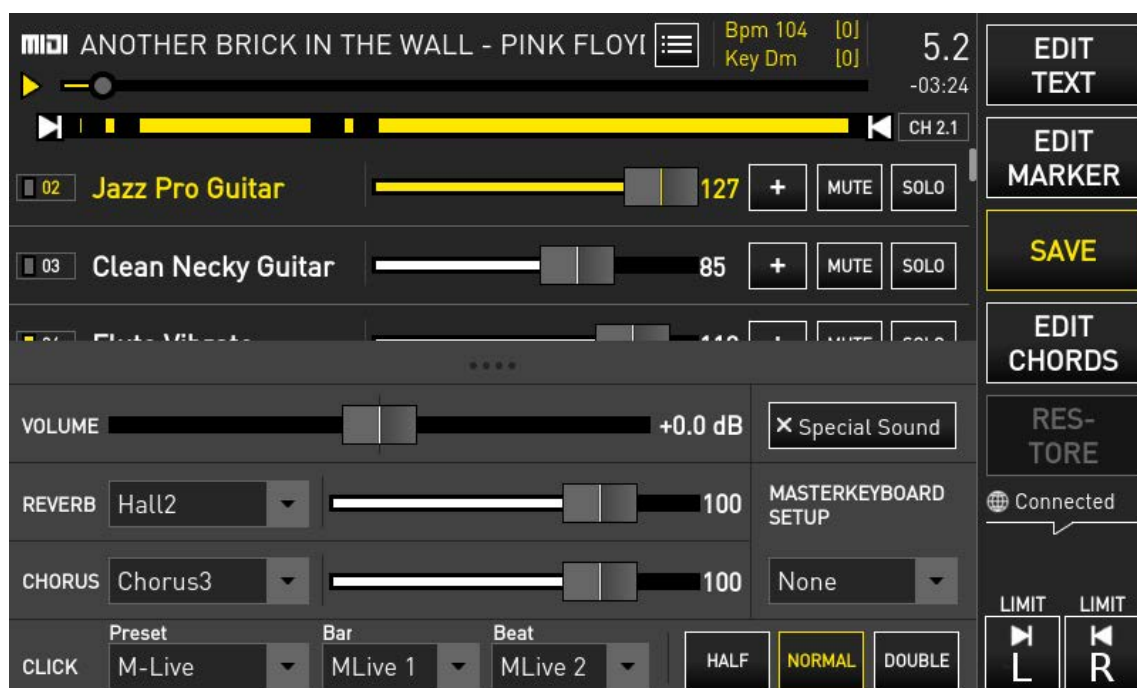 MIDI ANOTHER BRICK IN THE WALL - PINK FLOY
Bpm 104 [0]
Key Dm [0]
5.2
-03:24
CH 2.1
02 Jazz Pro Guitar 127 + MUTE SOLO
03 Clean Necky Guitar 85 + MUTE SOLO
VOLUME +0.0 dB × Special Sound
REVERB Hall2 100
MASTERKEYBOARD
SETUP
CHORUS Chorus3 100 None
Preset Bar Beat
CLICK M-Live MLive 1 MLive 2 HALF NORMAL DOUBLE
EDIT
TEXT
EDIT
MARKER
SAVE
EDIT
CHORDS
RES-
TORE
Connected
LIMIT LIMIT
L R